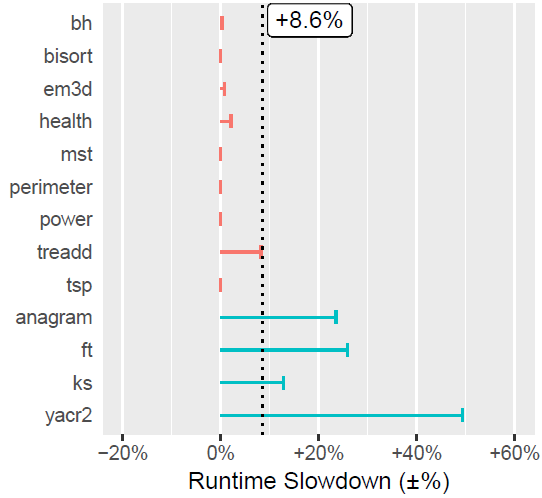 +8.6%
bh
bisort
em3d
health
mst
perimeter
power
treadd
tsp
anagram
ft
ks
yacr2
−20% 0% +20% +40% +60%
Runtime Slowdown (±%)